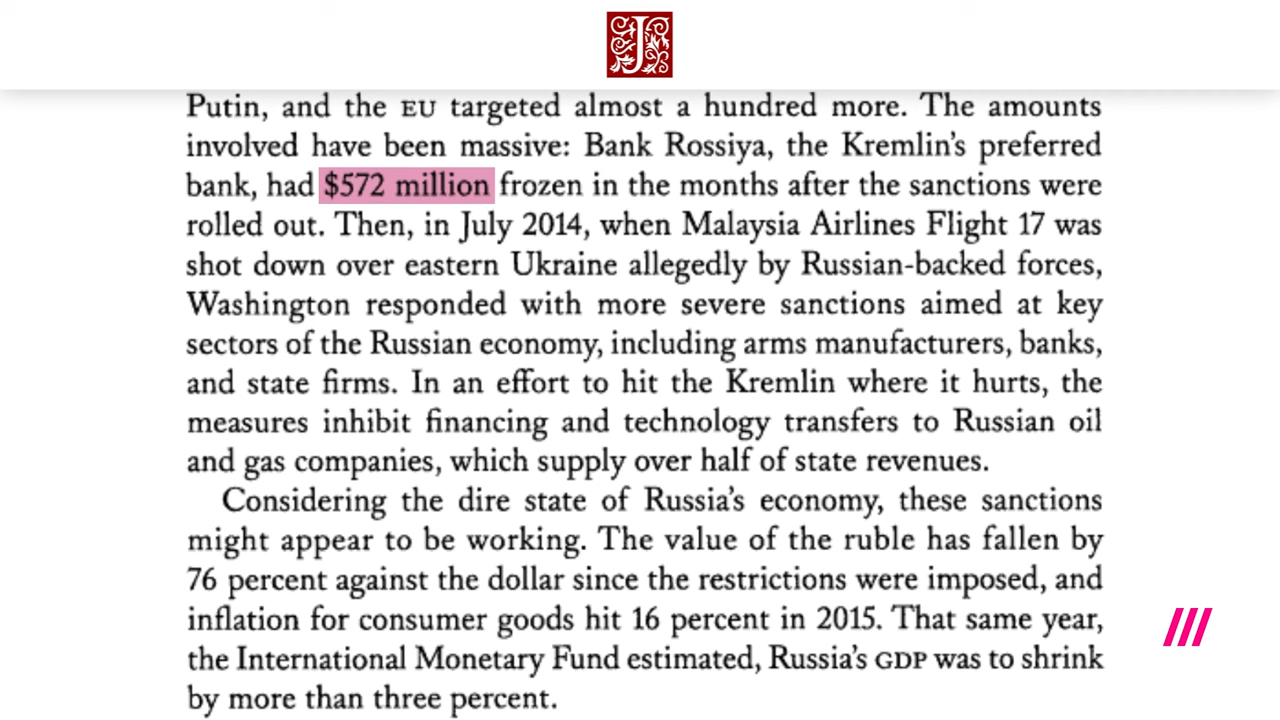 J
Putin, and the EU targeted almost a hundred more. The amounts
involved have been massive: Bank Rossiya, the Kremlin's preferred
bank, had $572 million frozen in the months after the sanctions were
rolled out. Then, in July 2014, when Malaysia Airlines Flight 17 was
shot down over eastern Ukraine allegedly by Russian-backed forces,
Washington responded with more severe sanctions aimed at key
sectors of the Russian economy, including arms manufacturers, banks,
and state firms. In an effort to hit the Kremlin where it hurts, the
measures inhibit financing and technology transfers to Russian oil
and gas companies, which supply over half of state revenues.
Considering the dire state of Russia's economy, these sanctions
might appear to be working. The value of the ruble has fallen by
76 percent against the dollar since the restrictions were imposed, and
inflation for consumer goods hit 16 percent in 2015. That same year,
the International Monetary Fund estimated, Russia's GDP was to shrink
by more than three percent.